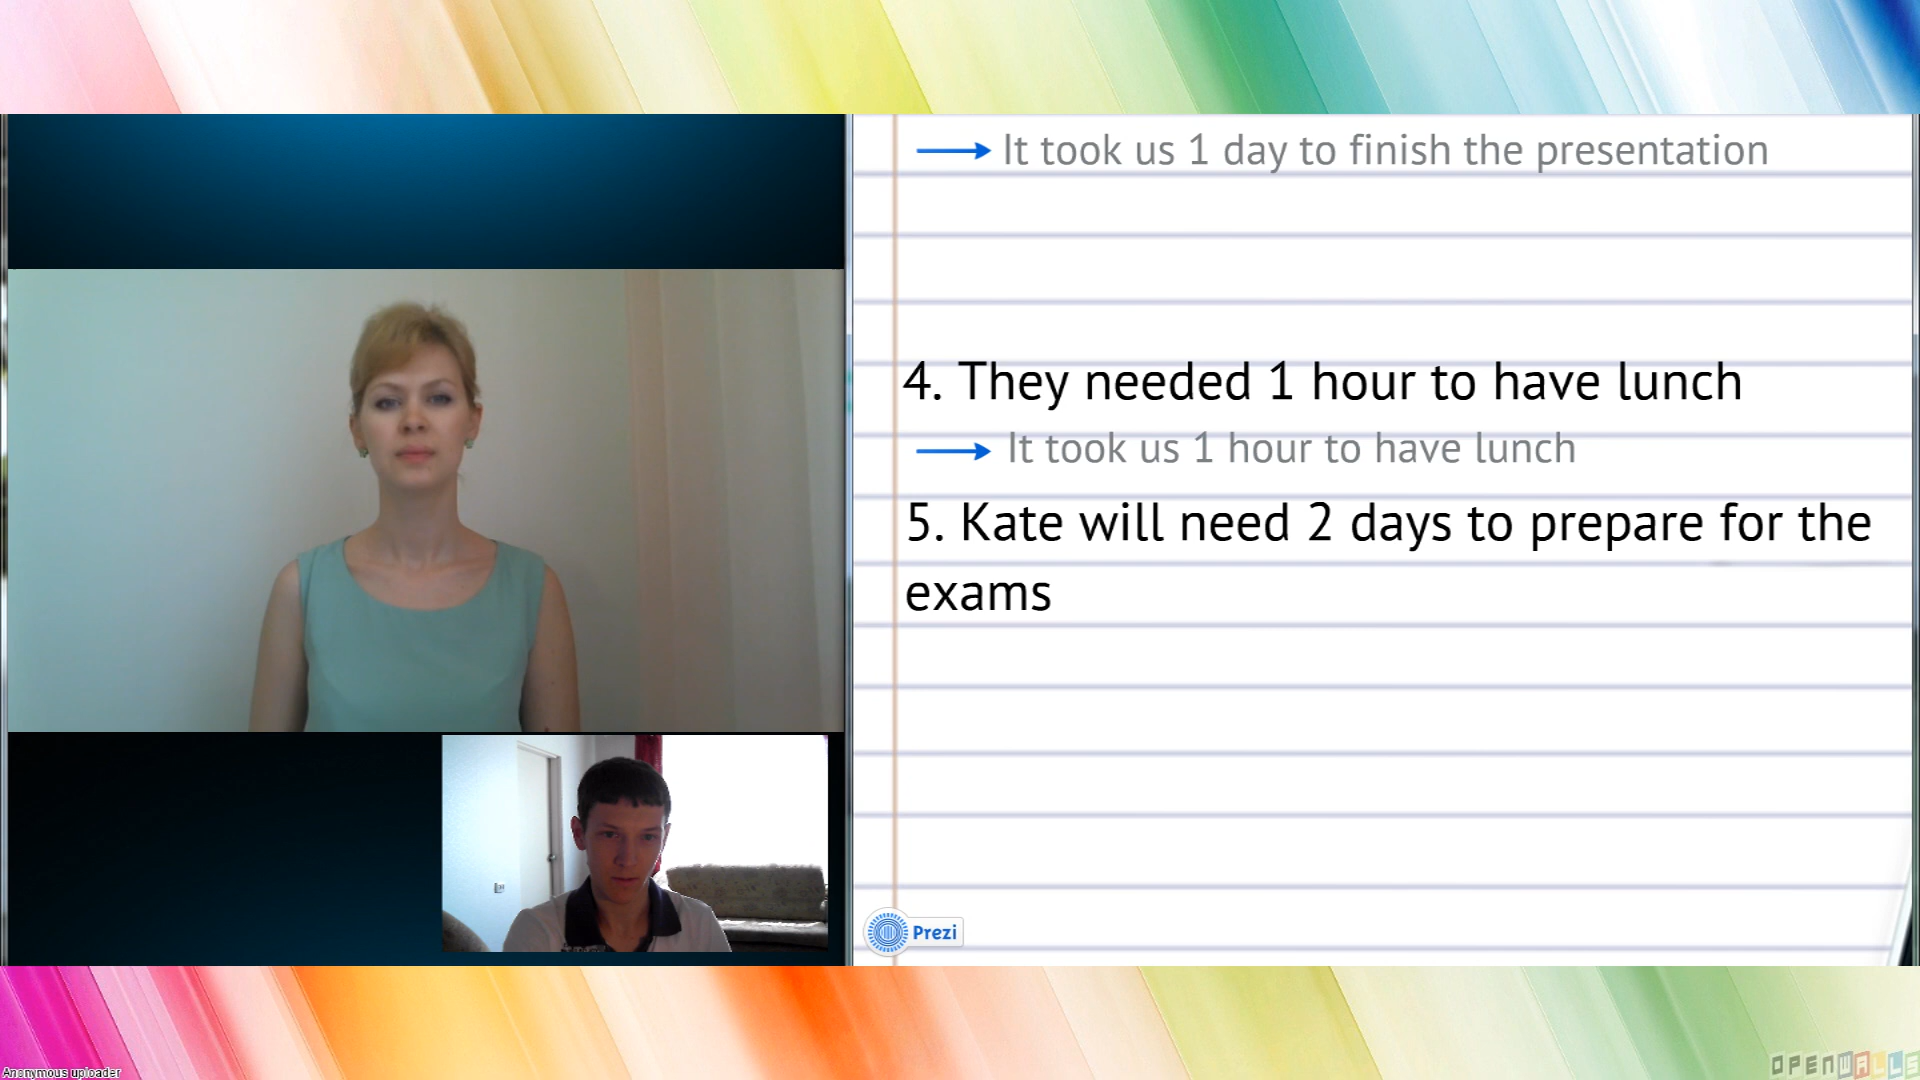 It took us 1 day to finish the presentation
4. They needed 1 hour to have lunch
It took us 1 hour to have lunch
5. Kate will need 2 days to prepare for the
exams
Prezi
Anonymous uploader
OPENWALLS